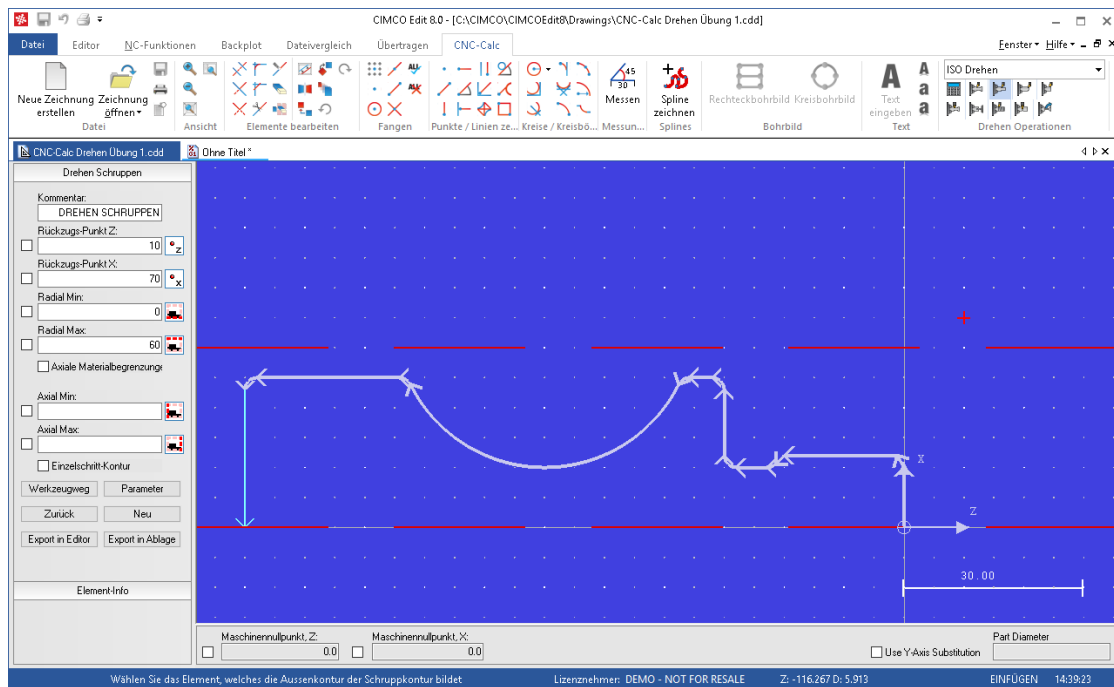 CIMCO Edit 8.0 - [C:\CIMCO\CIMCOEdit8\Drawings\CNC-Calc Drehen Übung 1.cdd]
Datei Editor NC-Funktionen Backplot Dateivergleich Übertragen CNC-Calc Fenster Hilfe
ISO Drehen
Neue Zeichnung erstellen
Zeichnung öffnen
ALL
ALL
45
30
Messen
Spline zeichnen
Rechteckbohrbild Kreisbohrbild
A
Text eingeben
A
a
a
Datei Ansicht Elemente bearbeiten Fangen Punkte / Linien ze... Kreise / Kreisbö... Messun... Splines Bohrbild Text Drehen Operationen
CNC-Calc Drehen Übung 1.cdd Ohne Titel *
Drehen Schruppen
Kommentar:
DREHEN SCHRUPPEN
Rückzugs-Punkt Z:
10 z
Rückzugs-Punkt X:
70 x
Radial Min:
0
Radial Max:
60
Axiale Materialbegrenzung
Axial Min:
Axial Max:
Einzelschritt-Kontur
Werkzeugweg Parameter
Zurück Neu
Export in Editor Export in Ablage
Element-Info
X
Z
30.00
Maschinennullpunkt, Z: Maschinennullpunkt, X: Part Diameter
0.0 0.0 Use Y-Axis Substitution
Wählen Sie das Element, welches die Aussenkontur der Schruppkontur bildet Lizenznehmer: DEMO - NOT FOR RESALE Z: -116.267 D: 5.913 EINFÜGEN 14:39:23